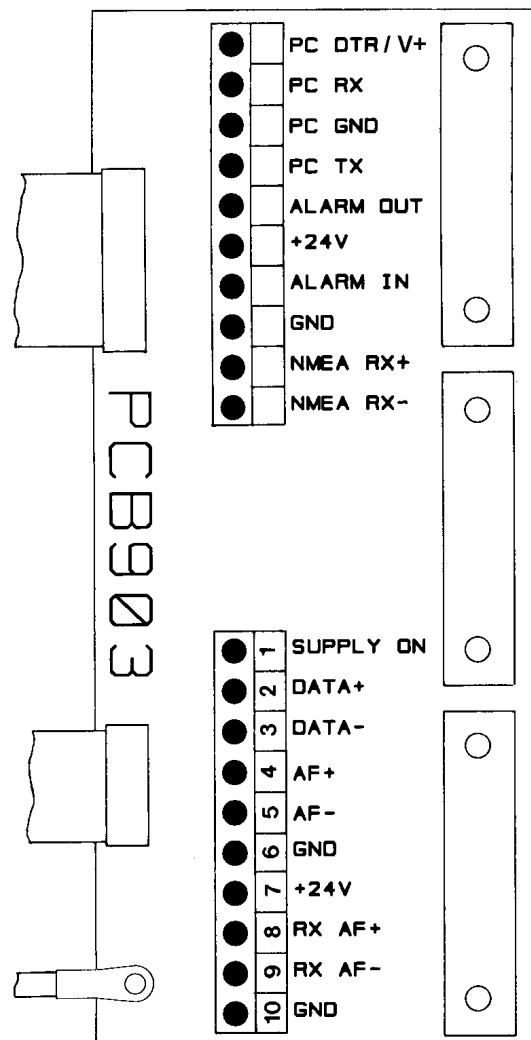 PC DTR/V+
PC RX
PC GND
PC TX
ALARM OUT
+24V
ALARM IN
GND
NMEA RX+
NMEA RX-
PCB903
1 SUPPLY ON
2 DATA+
3 DATA-
4 AF+
5 AF-
6 GND
7 +24V
8 RX AF+
9 RX AF-
10 GND